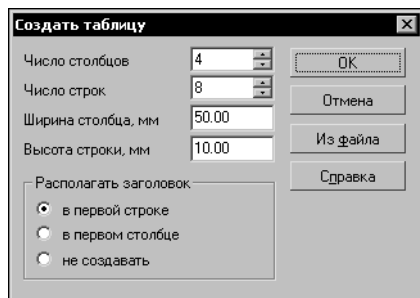 Создать таблицу
Число столбцов 4
Число строк 8
Ширина столбца, мм 50.00
Высота строки, мм 10.00
Располагать заголовок
в первой строке
в первом столбце
не создавать
OK
Отмена
Из файла
Справка